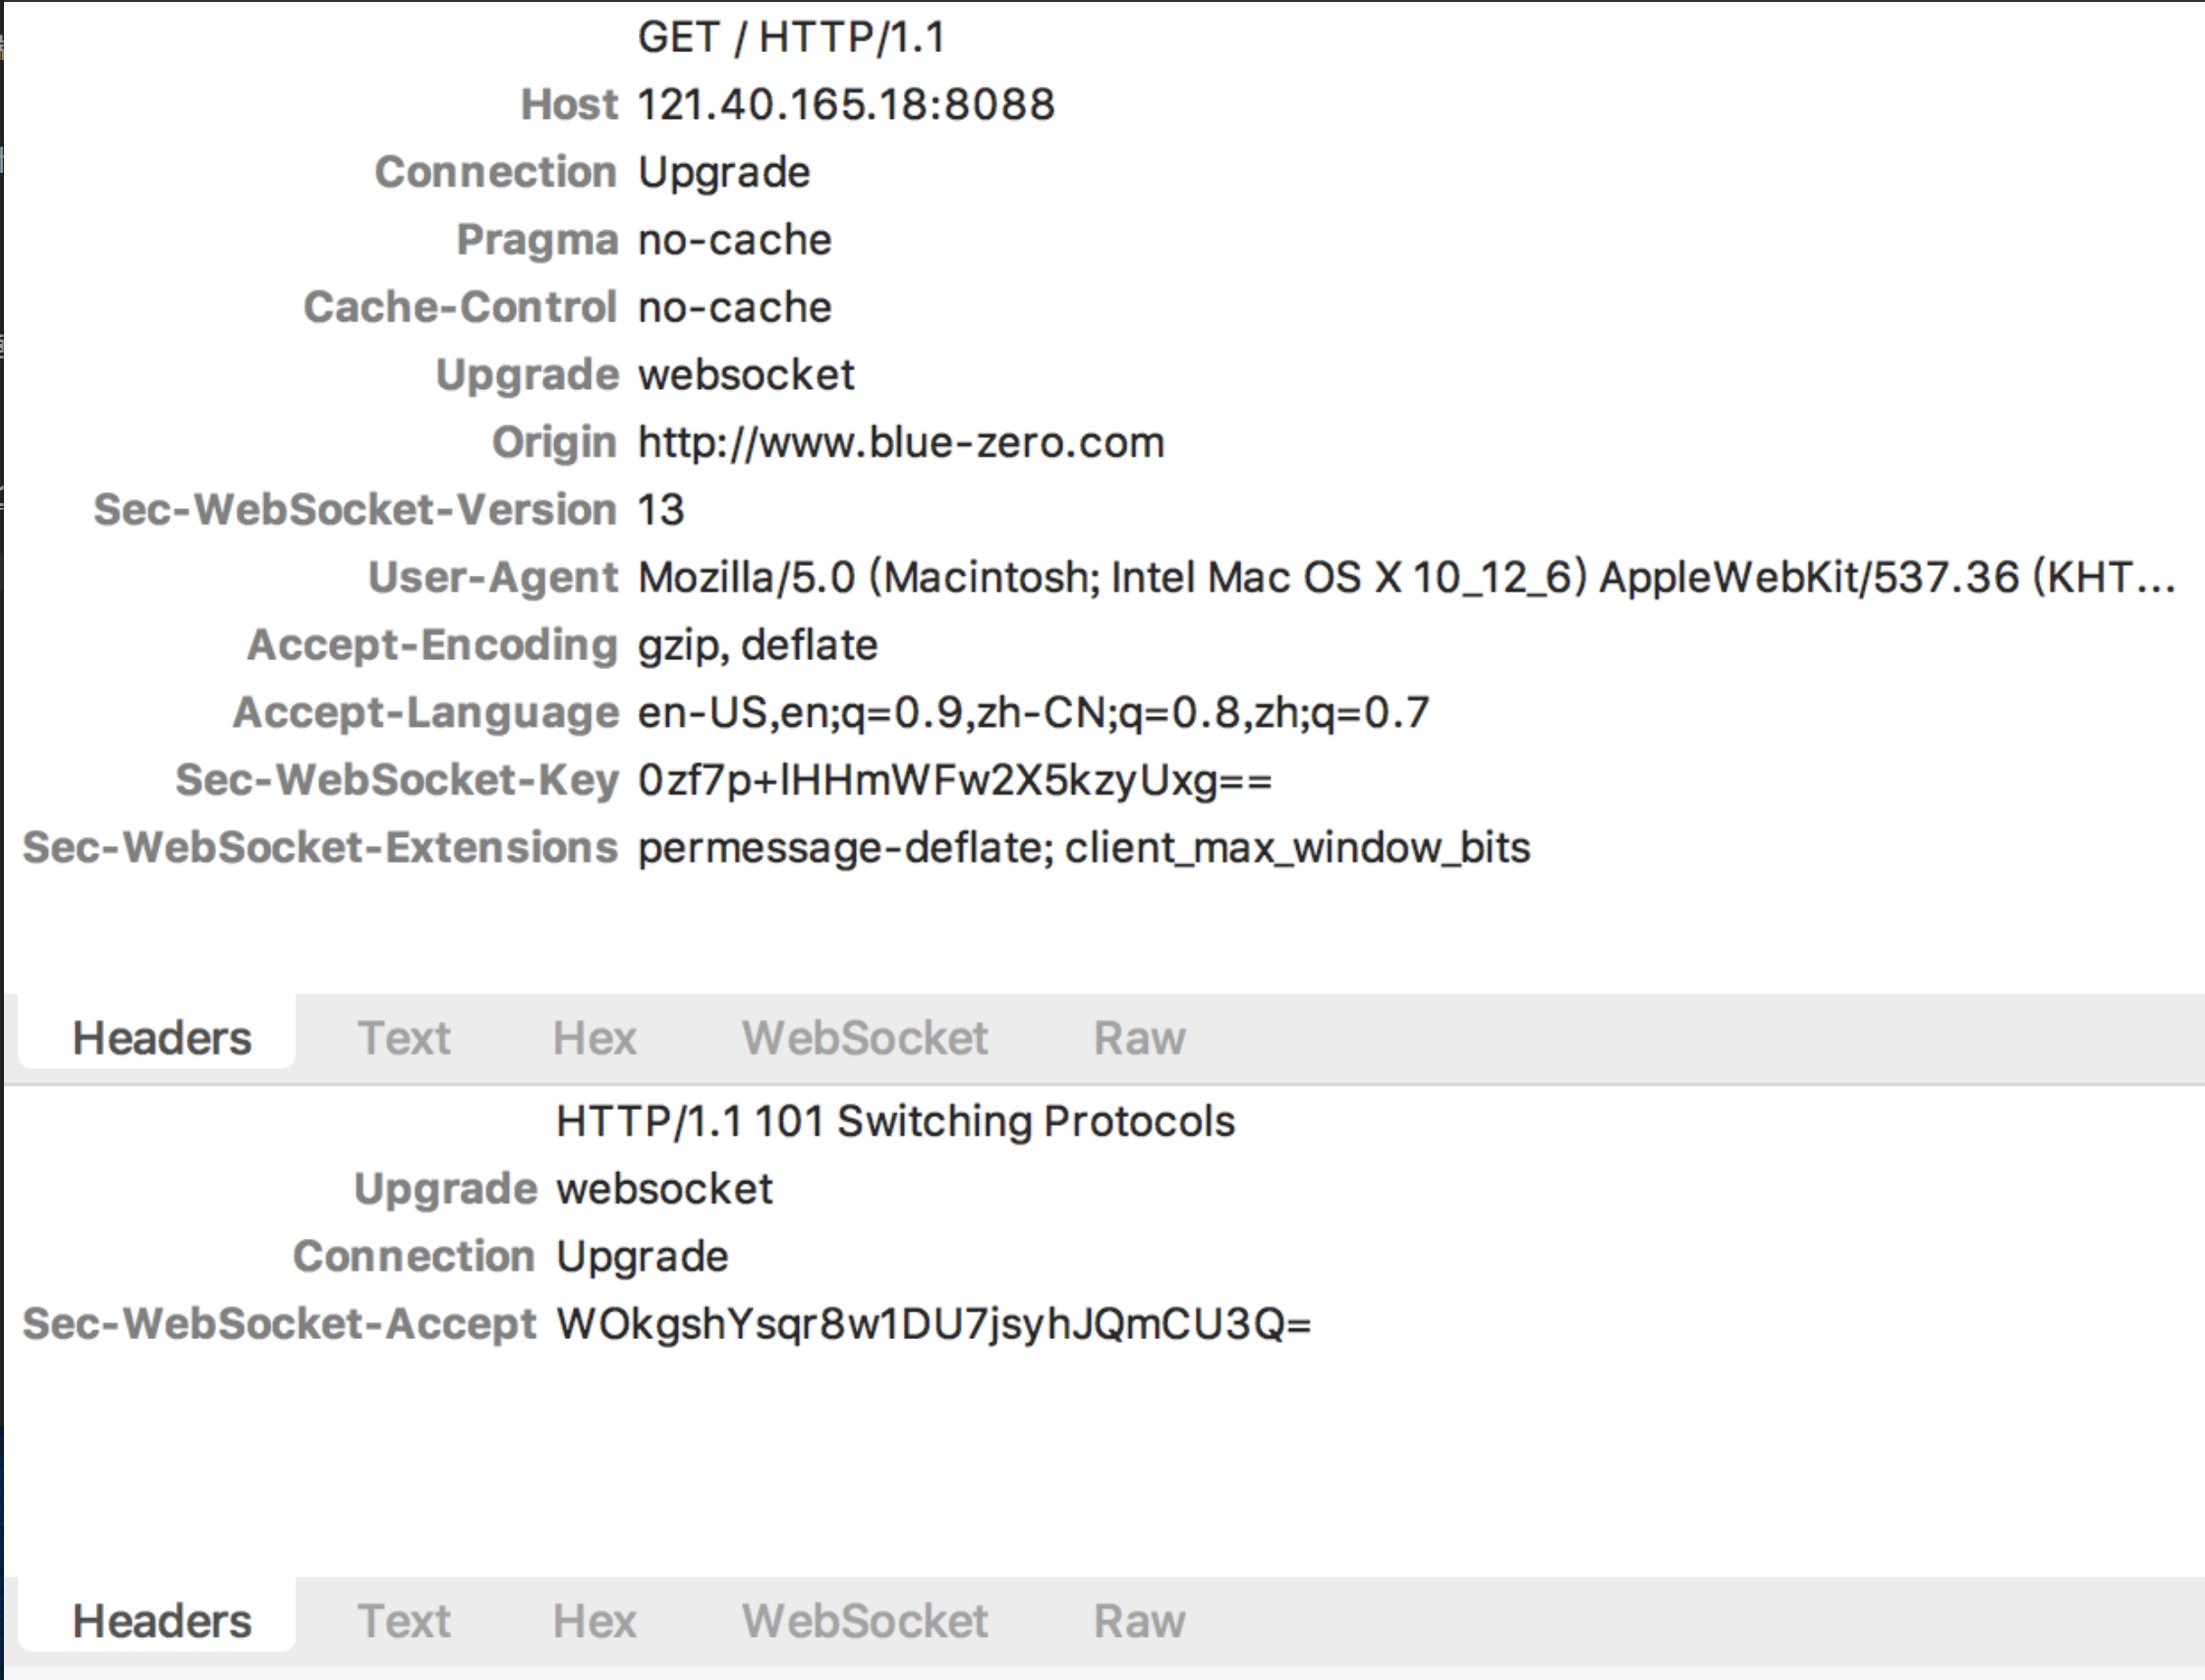 GET / HTTP/1.1
Host 121.40.165.18:8088
Connection Upgrade
Pragma no-cache
Cache-Control no-cache
Upgrade websocket
Origin http://www.blue-zero.com
Sec-WebSocket-Version 13
User-Agent Mozilla/5.0 (Macintosh; Intel Mac OS X 10_12_6) AppleWebKit/537.36 (KHT...
Accept-Encoding gzip, deflate
Accept-Language en-US,en;q=0.9,zh-CN;q=0.8,zh;q=0.7
Sec-WebSocket-Key 0zf7p+lHHmWFw2X5kzyUxg==
Sec-WebSocket-Extensions permessage-deflate; client_max_window_bits
Headers Text Hex WebSocket Raw
HTTP/1.1 101 Switching Protocols
Upgrade websocket
Connection Upgrade
Sec-WebSocket-Accept WOkgshYsqr8w1DU7jsyhJQmCU3Q=
Headers Text Hex WebSocket Raw